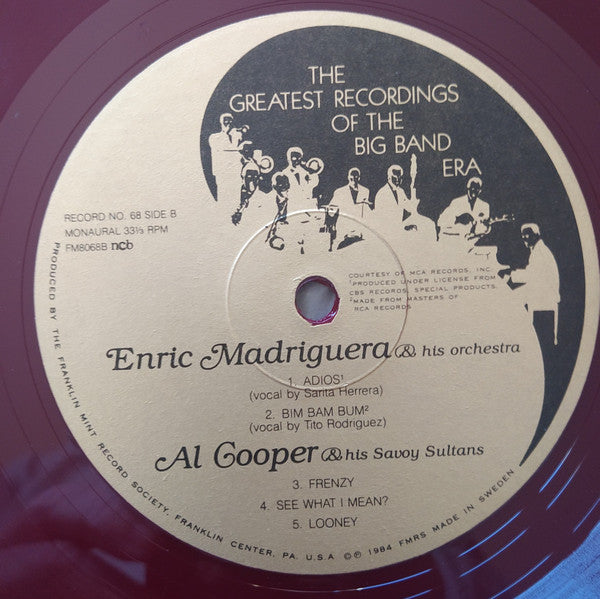 THE
GREATEST RECORDINGS
OF THE
BIG BAND
ERA
RECORD NO. 68 SIDE B
MONAURAL 33⅓ RPM
FM8068B ncb
COURTESY OF MCA RECORDS, INC.
¹PRODUCED UNDER LICENSE FROM
CBS RECORDS, SPECIAL PRODUCTS.
²MADE FROM MASTERS OF
RCA RECORDS
Enric Madriguera & his orchestra
1. ADIOS¹
(vocal by Sarita Herrera)
2. BIM BAM BUM²
(vocal by Tito Rodriguez)
Al Cooper & his Savoy Sultans
3. FRENZY
4. SEE WHAT I MEAN?
5. LOONEY
PRODUCED BY THE FRANKLIN MINT RECORD SOCIETY, FRANKLIN CENTER, PA. U.S.A ©℗ 1984 FMRS MADE IN SWEDEN